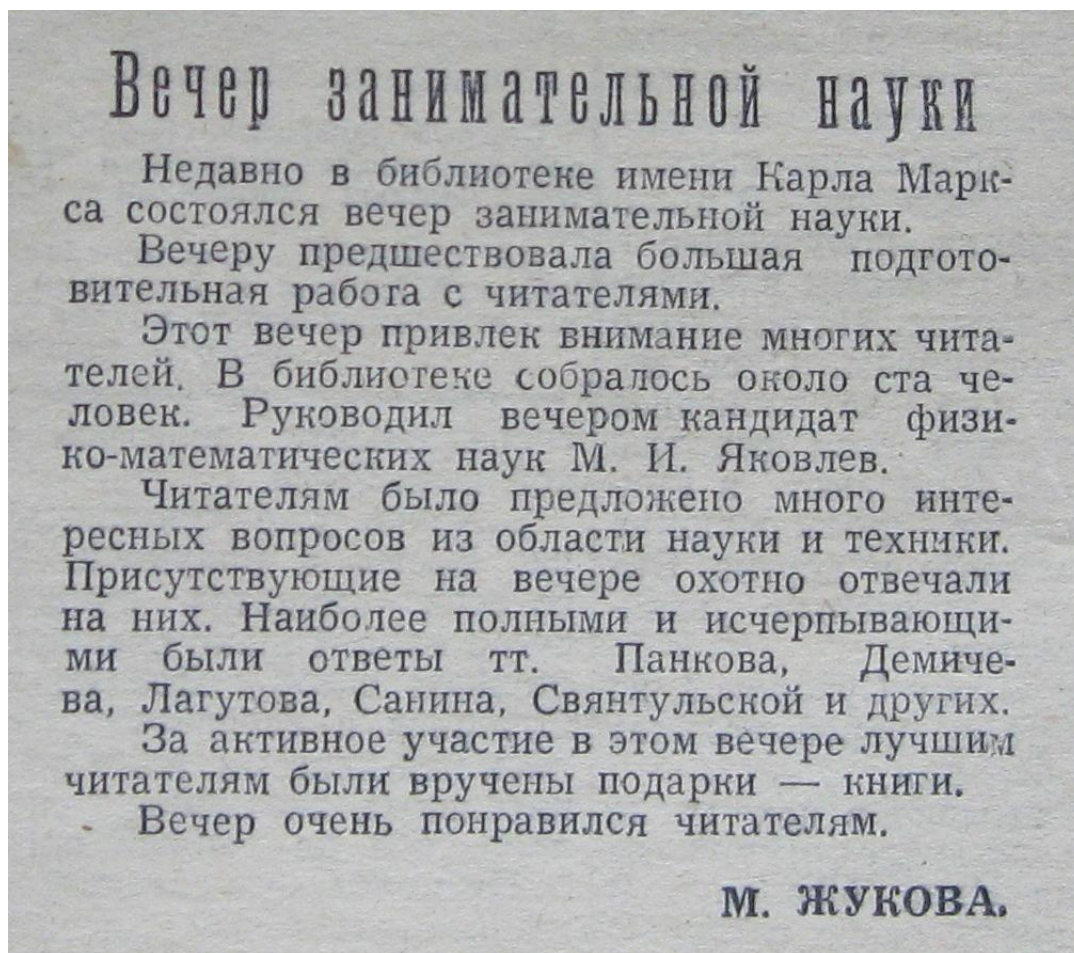 Вечер занимательной науки
Недавно в библиотеке имени Карла Марк-
са состоялся вечер занимательной науки.
Вечеру предшествовала большая подгото-
вительная работа с читателями.
Этот вечер привлек внимание многих чита-
телей. В библиотеке собралось около ста че-
ловек. Руководил вечером кандидат физи-
ко-математических наук М. И. Яковлев.
Читателям было предложено много инте-
ресных вопросов из области науки и техники.
Присутствующие на вечере охотно отвечали
на них. Наиболее полными и исчерпывающи-
ми были ответы тт. Панкова, Демиче-
ва, Лагутова, Санина, Свянтульской и других.
За активное участие в этом вечере лучшим
читателям были вручены подарки — книги.
Вечер очень понравился читателям.
М. ЖУКОВА.